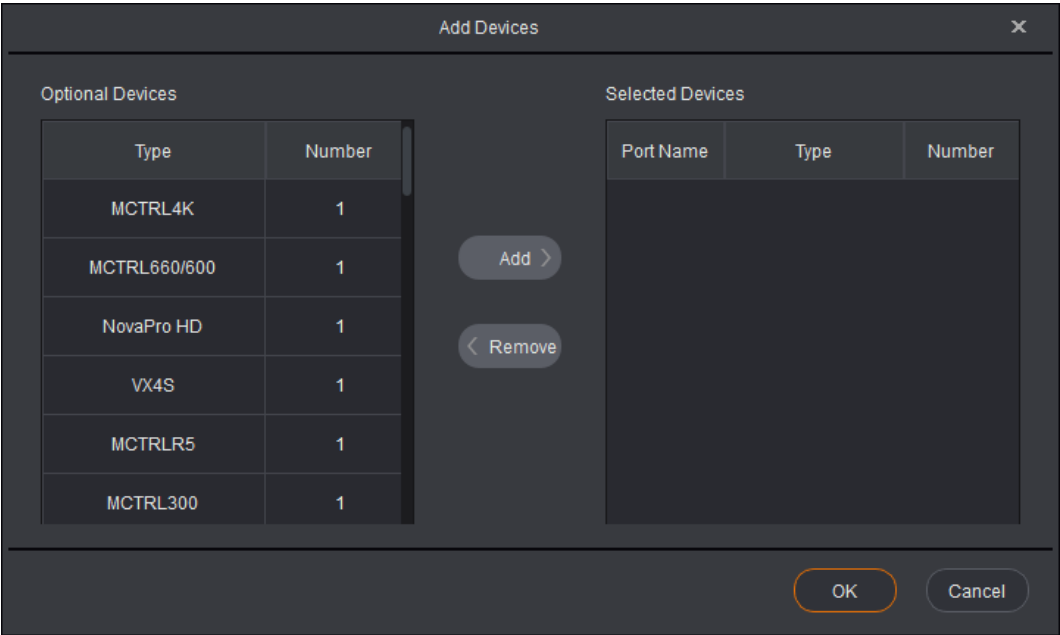 Add Devices
Optional Devices
Type Number
MCTRL4K 1
MCTRL660/600 1
NovaPro HD 1
VX4S 1
MCTRLR5 1
MCTRL300 1
Add
Remove
Selected Devices
Port Name Type Number
OK Cancel